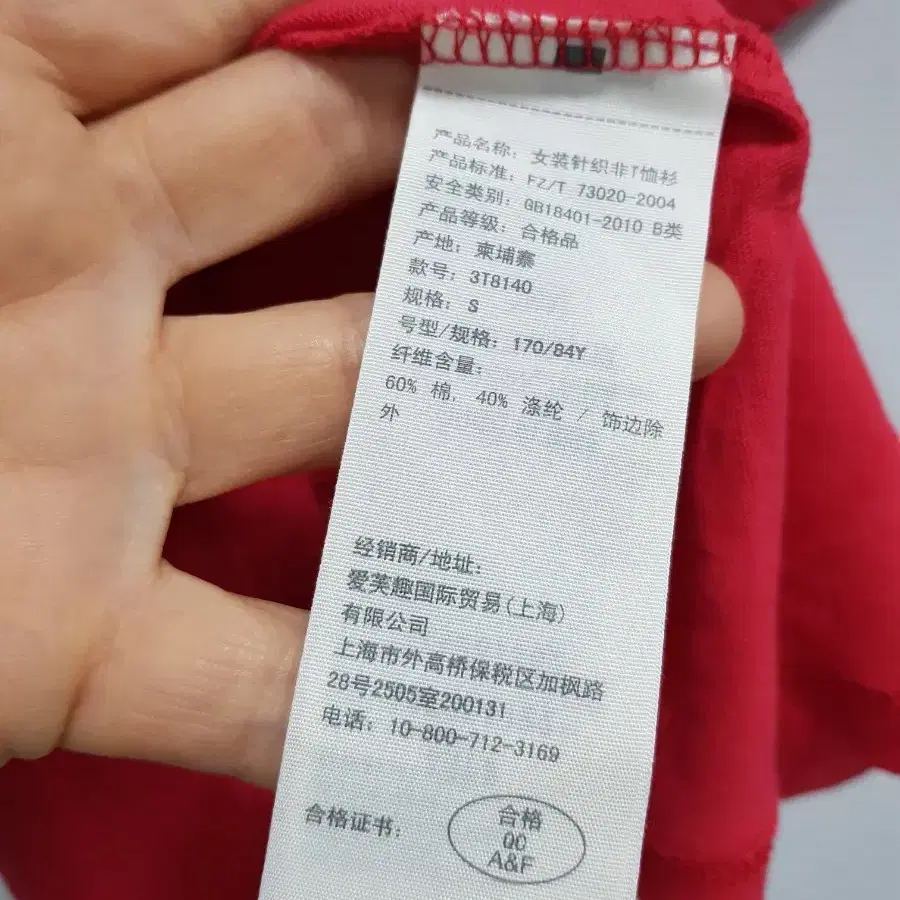 产品名称: 女装针织非T恤衫
产品标准: FZ/T 73020-2004
安全类别: GB18401-2010 B类
产品等级: 合格品
产地: 柬埔寨
款号: 3T8140
规格: S
号型/规格: 170/84Y
纤维含量:
60% 棉, 40% 涤纶 / 饰边除
外
经销商/地址:
爱芙趣国际贸易(上海)
有限公司
上海市外高桥保税区加枫路
28号2505室200131
电话: 10-800-712-3169
合格证书:
合格
QC
A&F